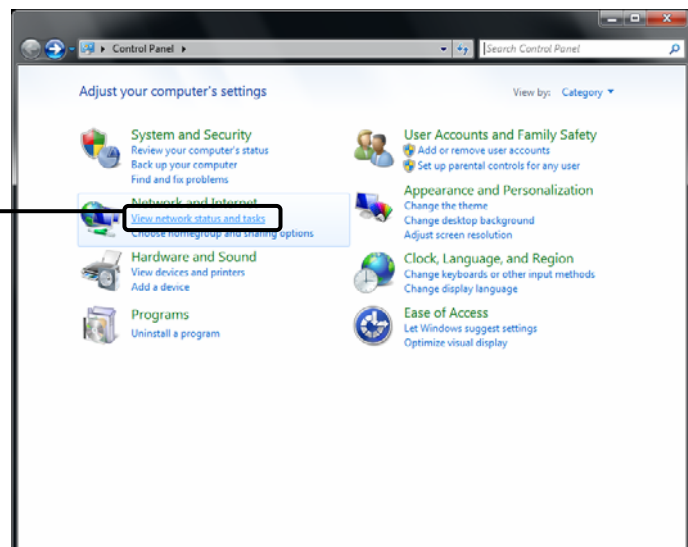 Control Panel
Search Control Panel
Adjust your computer's settings
View by: Category
System and Security
Review your computer's status
Back up your computer
Find and fix problems
Network and Internet
View network status and tasks
Choose homegroup and sharing options
Hardware and Sound
View devices and printers
Add a device
Programs
Uninstall a program
User Accounts and Family Safety
Add or remove user accounts
Set up parental controls for any user
Appearance and Personalization
Change the theme
Change desktop background
Adjust screen resolution
Clock, Language, and Region
Change keyboards or other input methods
Change display language
Ease of Access
Let Windows suggest settings
Optimize visual display